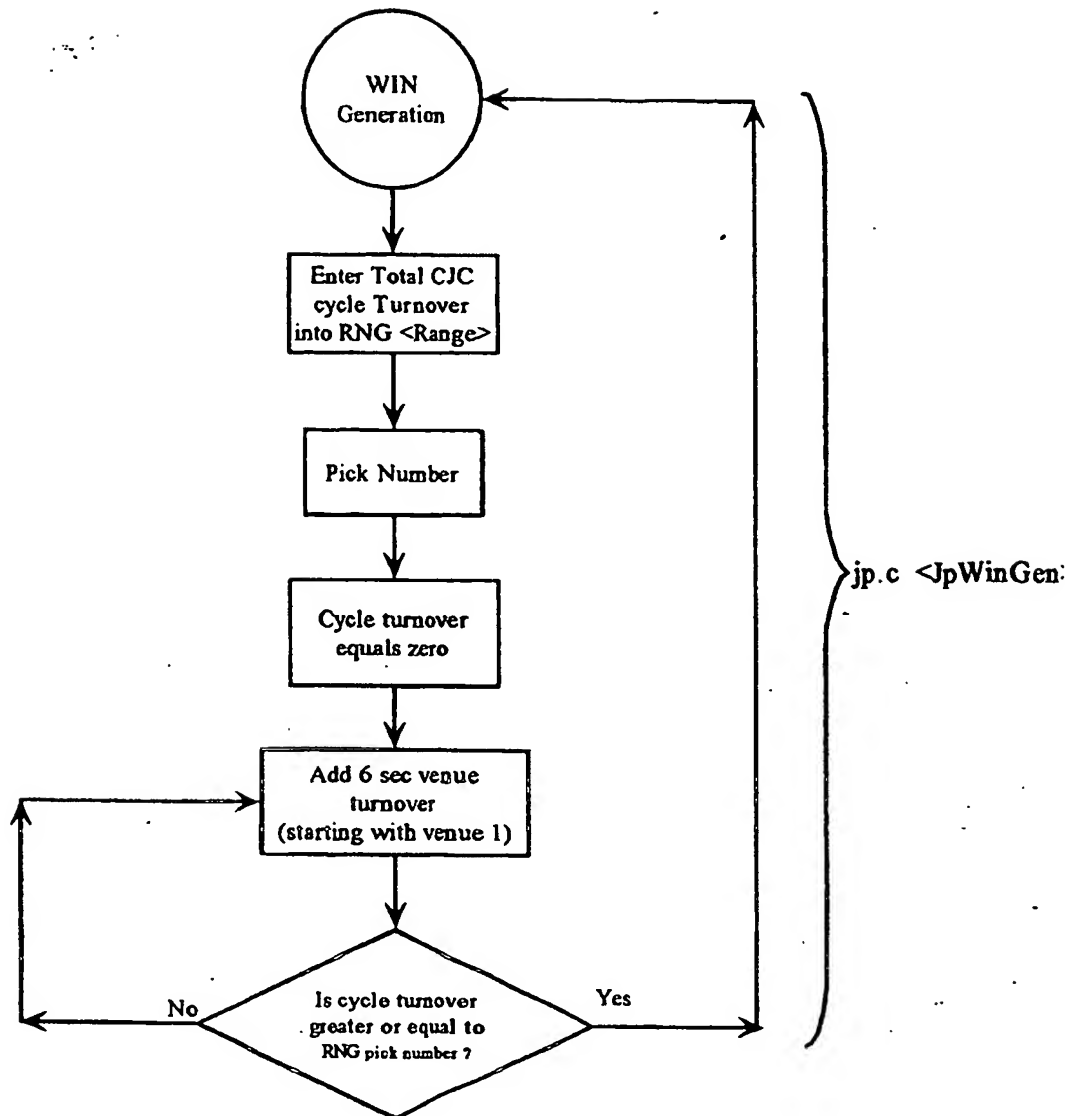 WIN
Generation
Enter Total CJC
cycle Turnover
into RNG <Range>
Pick Number
Cycle turnover
equals zero
Add 6 sec venue
turnover
(starting with venue 1)
No
Is cycle turnover
greater or equal to
RNG pick number ?
Yes
jp.c <JpWinGen: